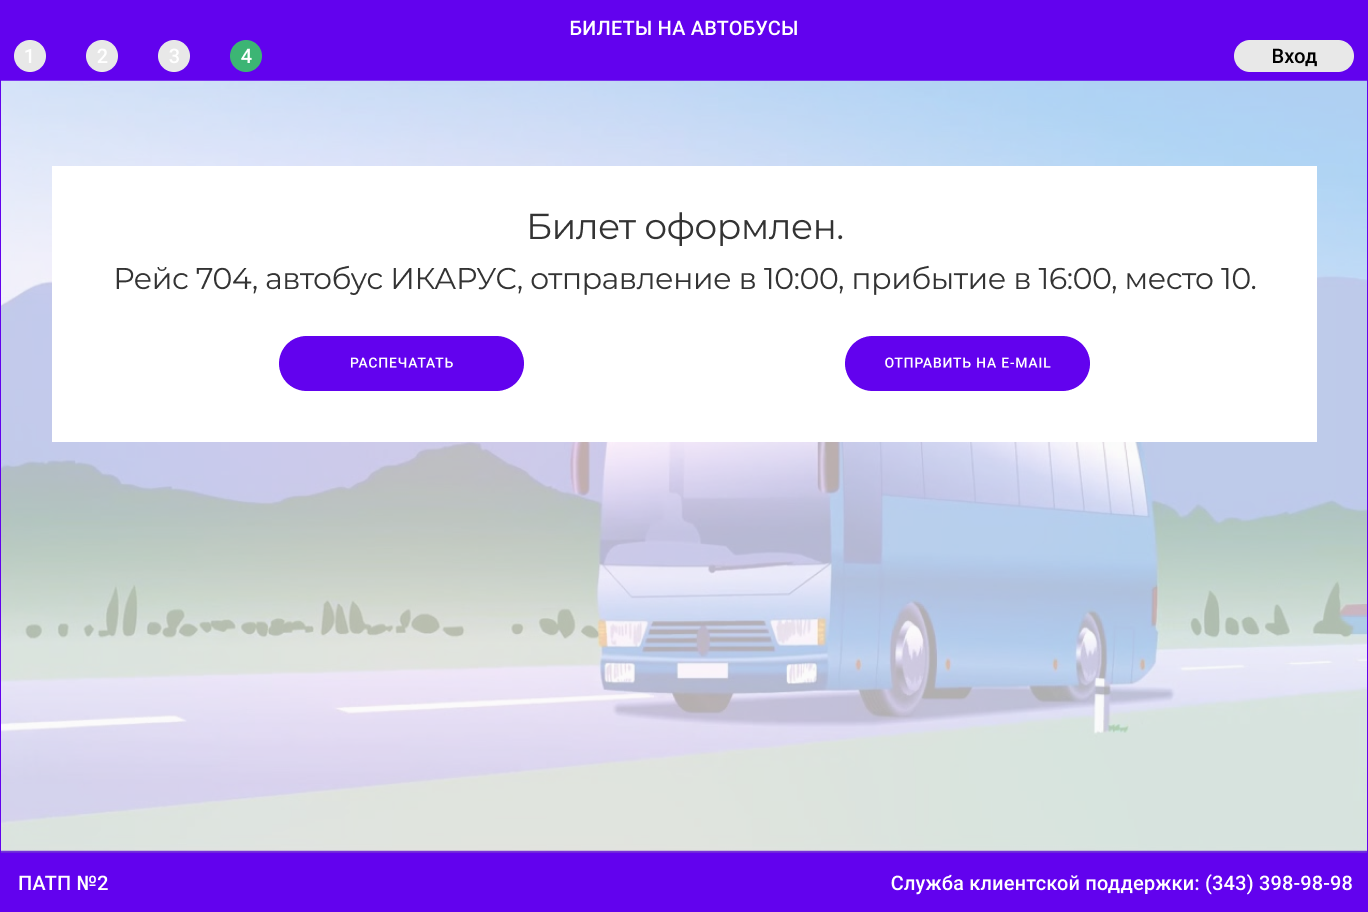 БИЛЕТЫ НА АВТОБУСЫ
1 2 3 4
Вход
Билет оформлен.
Рейс 704, автобус ИКАРУС, отправление в 10:00, прибытие в 16:00, место 10.
РАСПЕЧАТАТЬ
ОТПРАВИТЬ НА E-MAIL
ПАТП №2
Служба клиентской поддержки: (343) 398-98-98